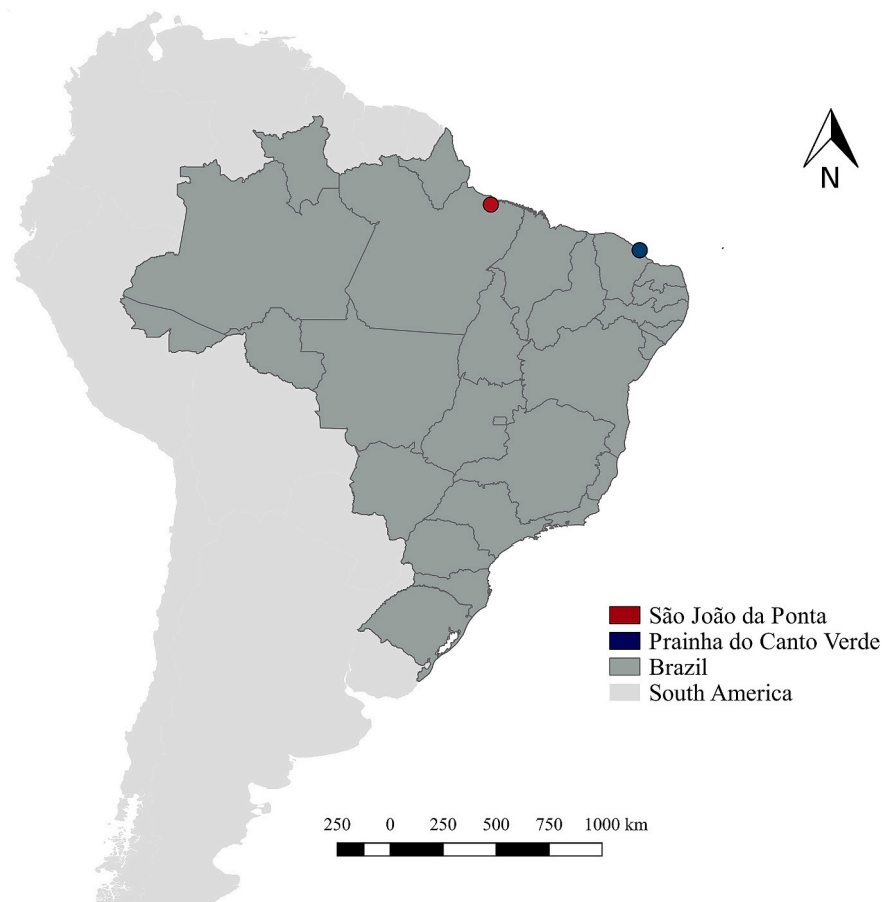 N
São João da Ponta
Prainha do Canto Verde
Brazil
South America
250 0 250 500 750 1000 km